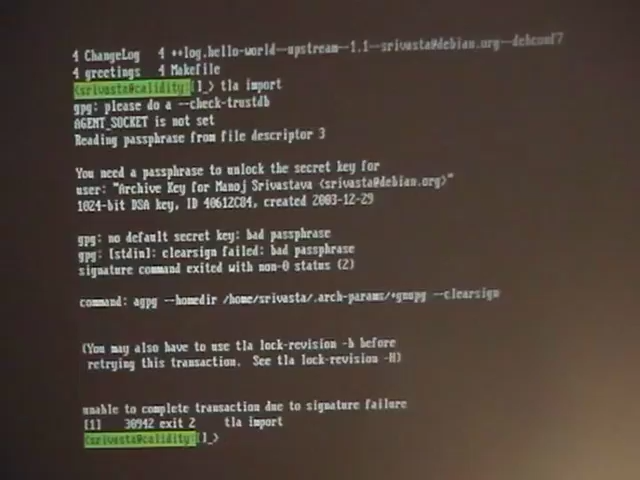 4 ChangeLog   4 ++log.hello-world--upstream--1.1--srivasta@debian.org--debconf7
4 greetings   4 Makefile
(srivasta@calidity:[1_> tla import
gpg: please do a --check-trustdb
AGENT_SOCKET is not set
Reading passphrase from file descriptor 3
You need a passphrase to unlock the secret key for
user: "Archive Key for Manoj Srivastava <srivasta@debian.org>"
1024-bit DSA key, ID 40612C84, created 2003-12-29
gpg: no default secret key: bad passphrase
gpg: [stdin]: clearsign failed: bad passphrase
signature command exited with non-0 status (2)
command: agpg --homedir /home/srivasta/.arch-params/+gnupg --clearsign
(You may also have to use tla lock-revision -b before
retrying this transaction.  See tla lock-revision -H)
unable to complete transaction due to signature failure
[1]   30942 exit 2     tla import
(srivasta@calidity:[1_>